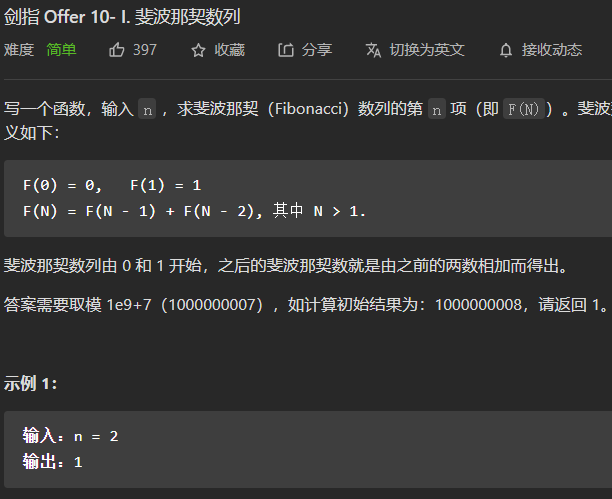 剑指 Offer 10- I. 斐波那契数列
难度 简单 397 收藏 分享 切换为英文 接收动态
写一个函数，输入 n ，求斐波那契（Fibonacci）数列的第 n 项（即 F(N)）。斐波
义如下：
F(0) = 0,   F(1) = 1
F(N) = F(N - 1) + F(N - 2), 其中 N > 1.
斐波那契数列由 0 和 1 开始，之后的斐波那契数就是由之前的两数相加而得出。
答案需要取模 1e9+7（1000000007），如计算初始结果为：1000000008，请返回 1。
示例 1：
输入：n = 2
输出：1